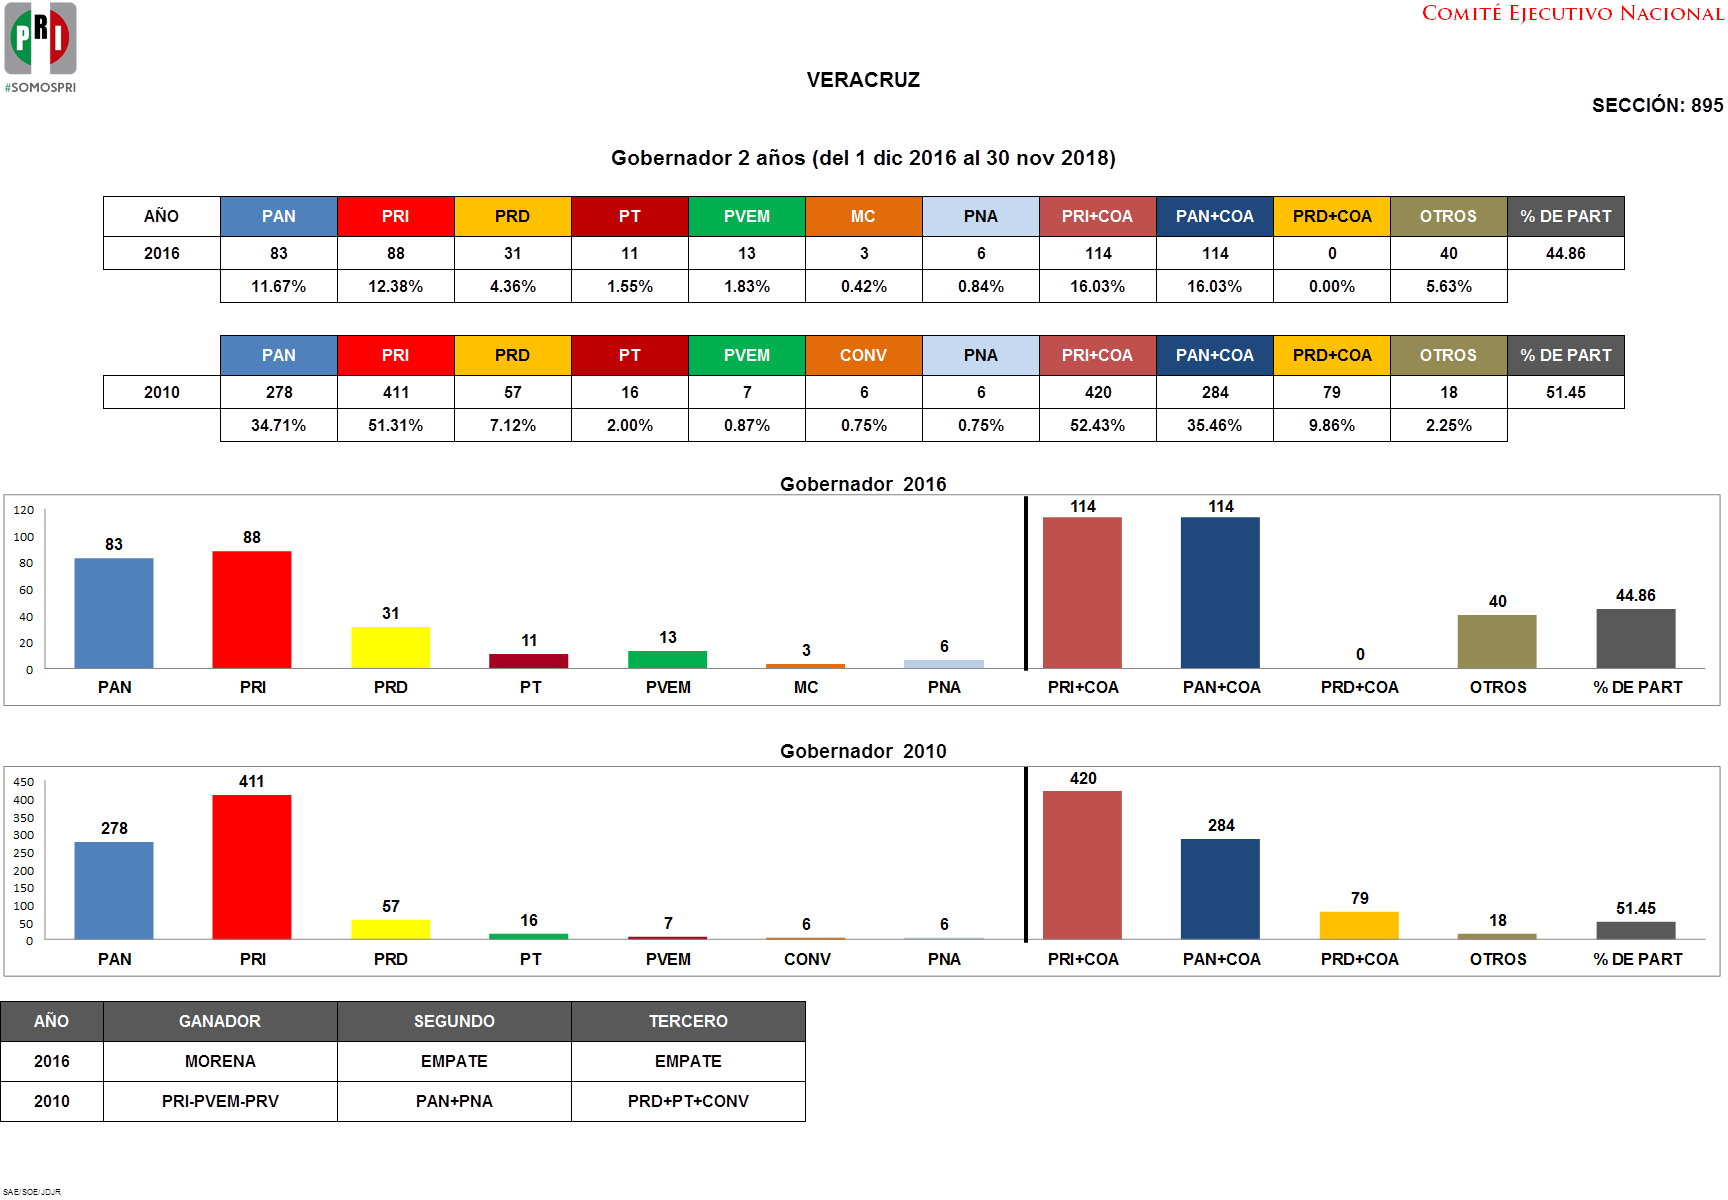 PRI
#SOMOSPRI
COMITÉ EJECUTIVO NACIONAL
VERACRUZ
SECCIÓN: 895
Gobernador 2 años (del 1 dic 2016 al 30 nov 2018)
AÑO PAN PRI PRD PT PVEM MC PNA PRI+COA PAN+COA PRD+COA OTROS % DE PART
2016 83 88 31 11 13 3 6 114 114 0 40 44.86
11.67% 12.38% 4.36% 1.55% 1.83% 0.42% 0.84% 16.03% 16.03% 0.00% 5.63%
PAN PRI PRD PT PVEM CONV PNA PRI+COA PAN+COA PRD+COA OTROS % DE PART
2010 278 411 57 16 7 6 6 420 284 79 18 51.45
34.71% 51.31% 7.12% 2.00% 0.87% 0.75% 0.75% 52.43% 35.46% 9.86% 2.25%
Gobernador 2016
120
100
80
60
40
20
0
83 88 31 11 13 3 6 114 114 0 40 44.86
PAN PRI PRD PT PVEM MC PNA PRI+COA PAN+COA PRD+COA OTROS % DE PART
Gobernador 2010
450
400
350
300
250
200
150
100
50
0
278 411 57 16 7 6 6 420 284 79 18 51.45
PAN PRI PRD PT PVEM CONV PNA PRI+COA PAN+COA PRD+COA OTROS % DE PART
AÑO GANADOR SEGUNDO TERCERO
2016 MORENA EMPATE EMPATE
2010 PRI-PVEM-PRV PAN+PNA PRD+PT+CONV
SAE/SOE/JDJR